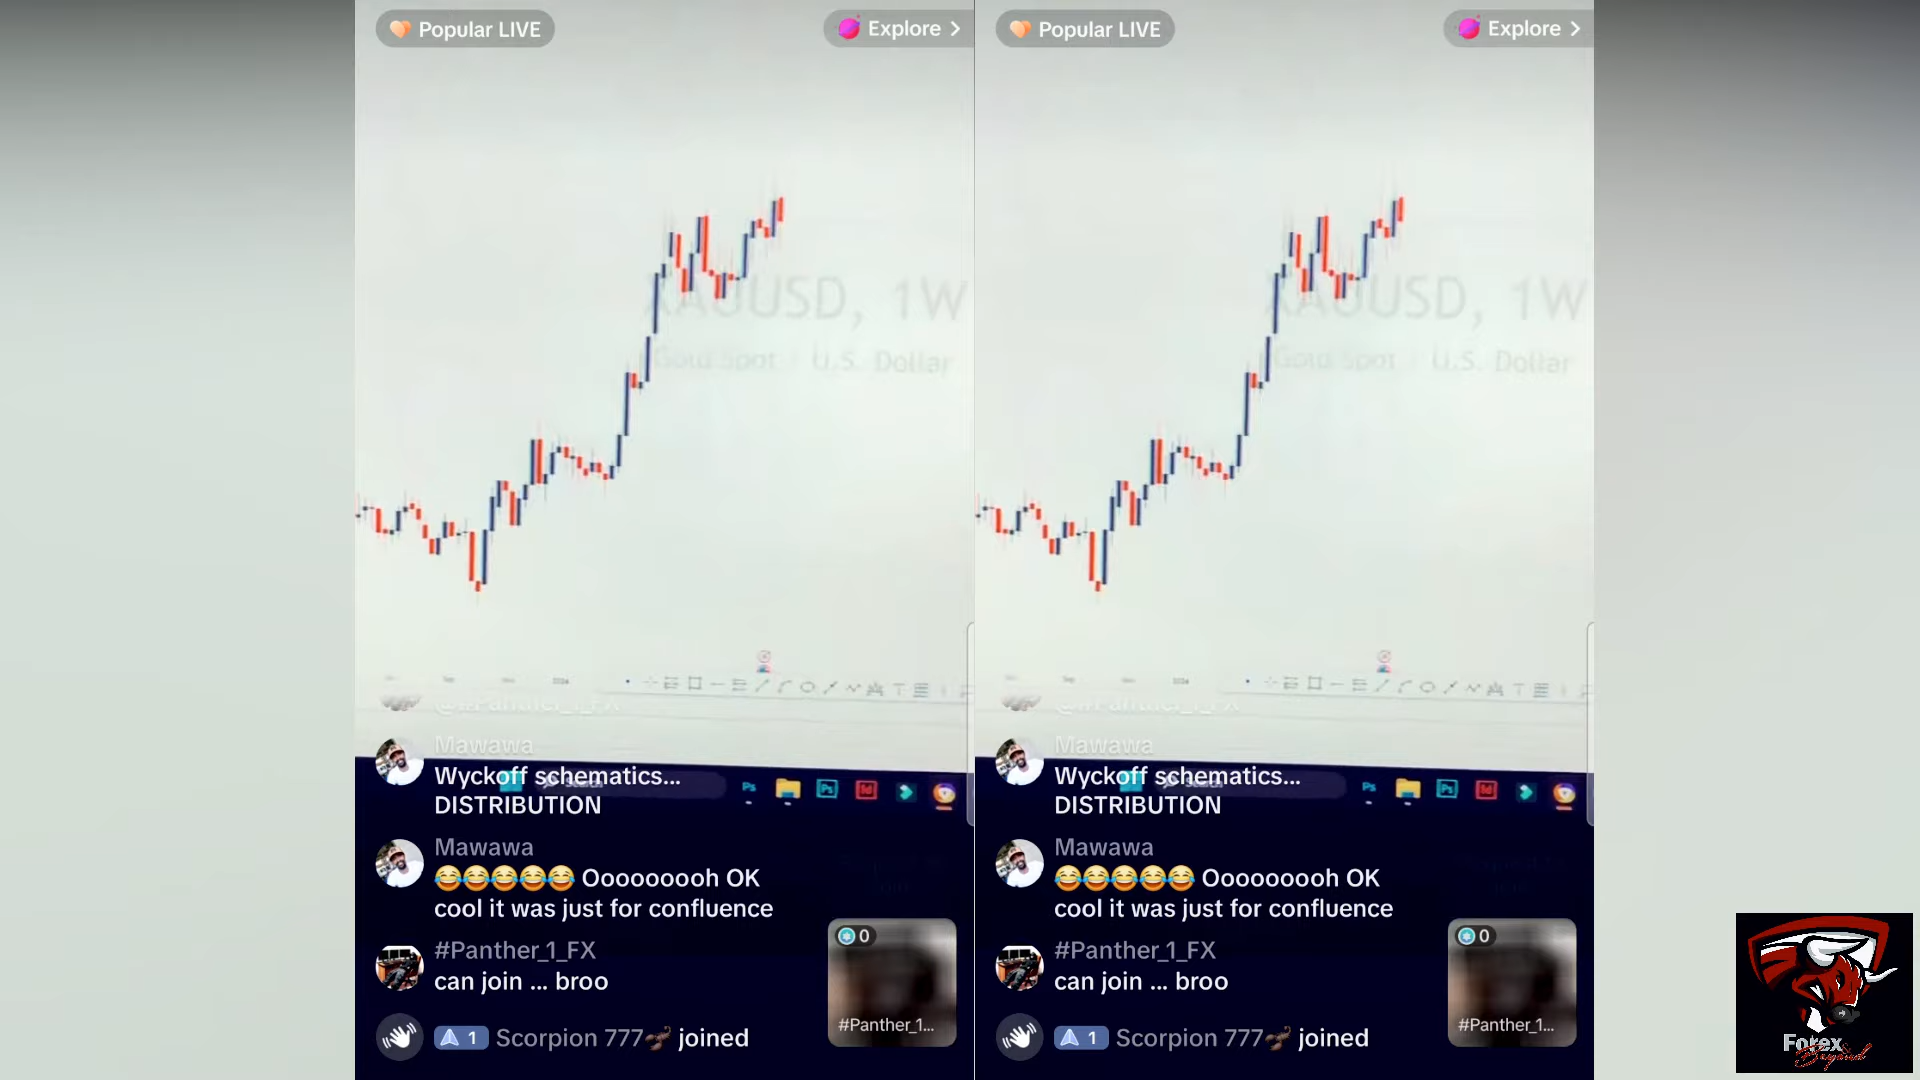 Popular LIVE
Explore >
XAUUSD, 1W
Gold Spot / U.S. Dollar
@#Panther_1_FX
Mawawa
Wyckoff schematics...
DISTRIBUTION
Mawawa
😂😂😂😂😂 Ooooooooh OK
cool it was just for confluence
#Panther_1_FX
can join ... broo
1 Scorpion 777🦂 joined
0
#Panther_1...
Popular LIVE
Explore >
XAUUSD, 1W
Gold Spot / U.S. Dollar
@#Panther_1_FX
Mawawa
Wyckoff schematics...
DISTRIBUTION
Mawawa
😂😂😂😂😂 Ooooooooh OK
cool it was just for confluence
#Panther_1_FX
can join ... broo
1 Scorpion 777🦂 joined
0
#Panther_1...
Forex
Beyond